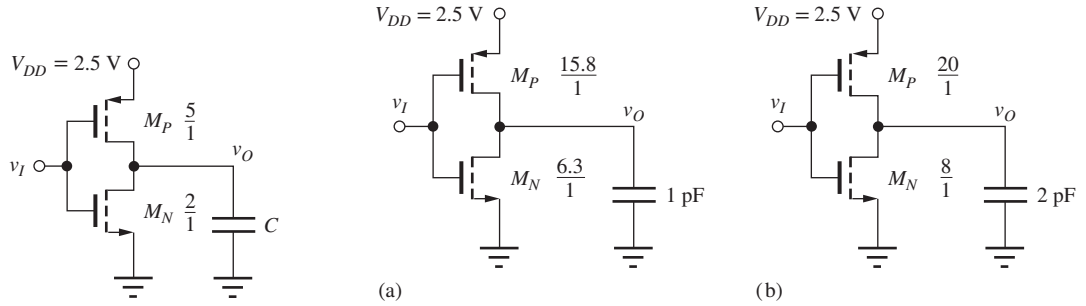 V_DD = 2.5 V
M_P 5/1
v_I
v_O
M_N 2/1
C
V_DD = 2.5 V
M_P 15.8/1
v_I
v_O
M_N 6.3/1
1 pF
(a)
V_DD = 2.5 V
M_P 20/1
v_I
v_O
M_N 8/1
2 pF
(b)